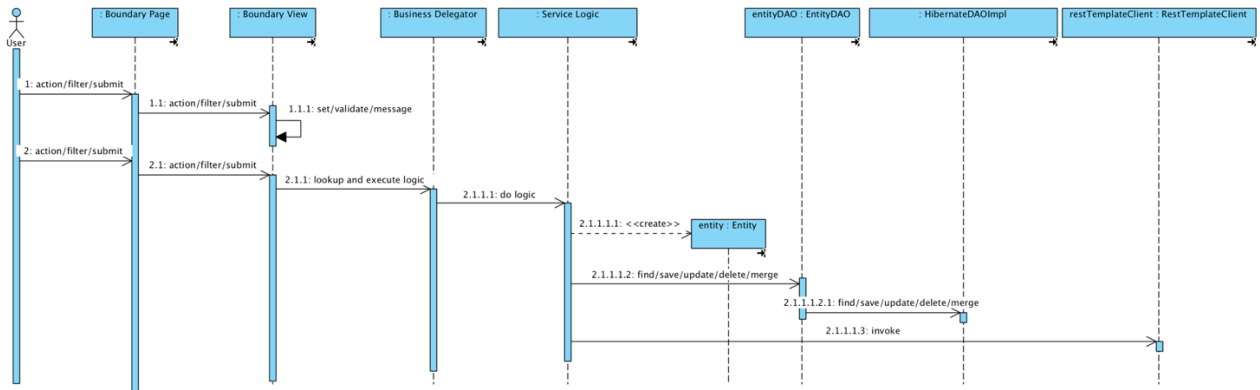 : Boundary Page
: Boundary View
: Business Delegator
: Service Logic
entityDAO : EntityDAO
: HibernateDAOImpl
restTemplateClient : RestTemplateClient
User
1: action/filter/submit
1.1: action/filter/submit
1.1.1: set/validate/message
2: action/filter/submit
2.1: action/filter/submit
2.1.1: lookup and execute logic
2.1.1.1: do logic
2.1.1.1.1: <<create>>
entity : Entity
2.1.1.1.2: find/save/update/delete/merge
2.1.1.1.2.1: find/save/update/delete/merge
2.1.1.1.3: invoke